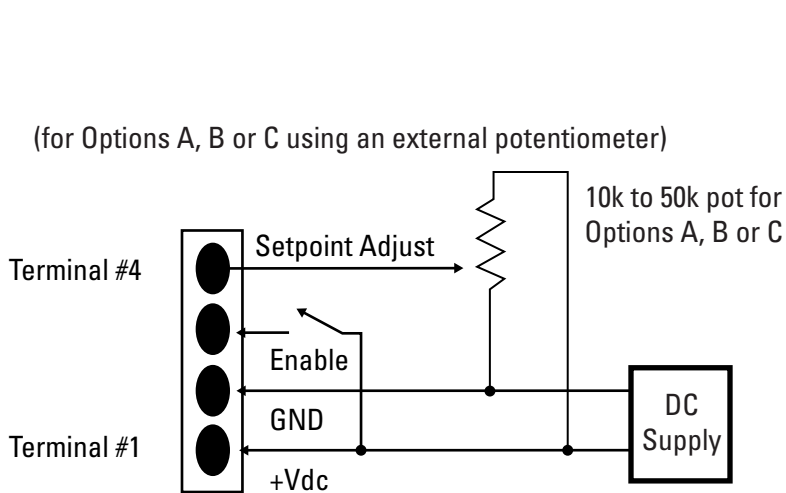 (for Options A, B or C using an external potentiometer)
10k to 50k pot for
Options A, B or C
Setpoint Adjust
Terminal #4
Enable
GND
DC
Supply
Terminal #1
+Vdc